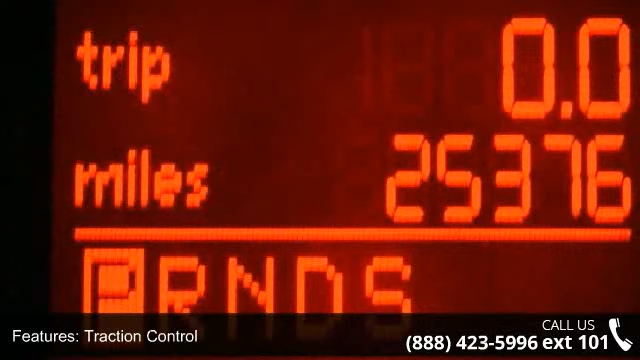 trip 0.0
miles 25376
PRNDS
Features: Traction Control
CALL US
(888) 423-5996 ext 101